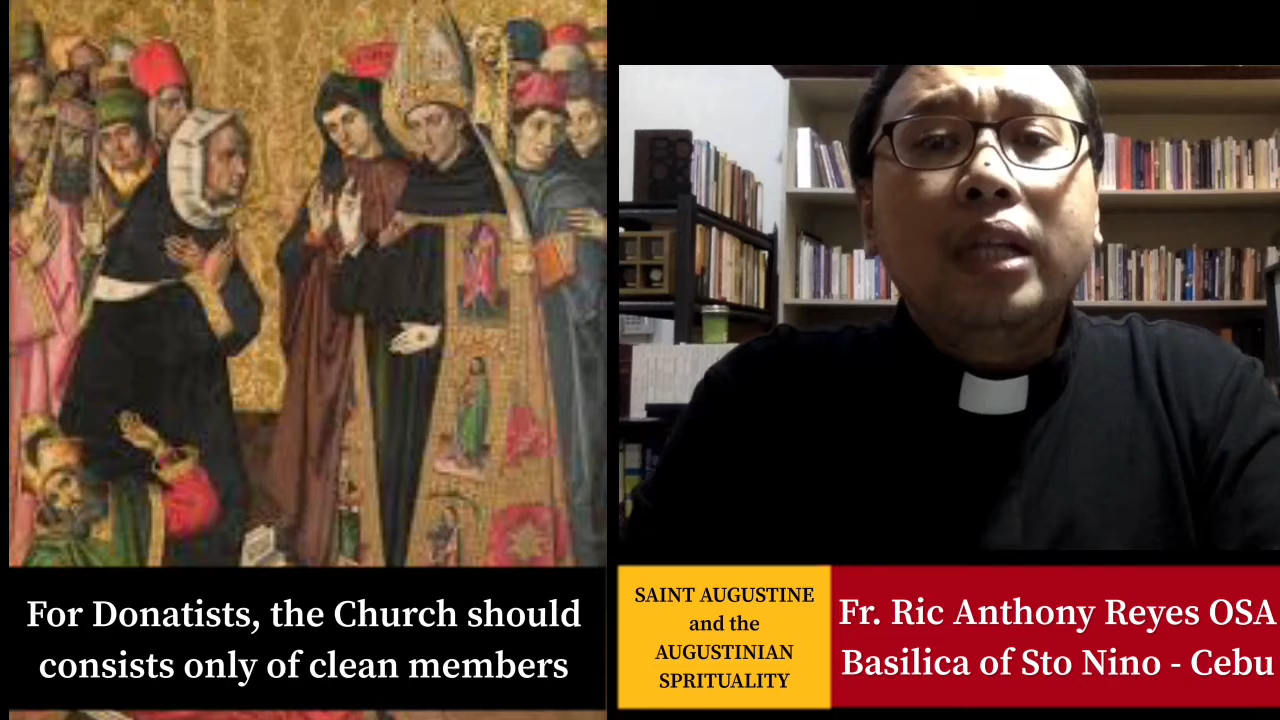 For Donatists, the Church should
consists only of clean members
SAINT AUGUSTINE
and the
AUGUSTINIAN
SPRITUALITY
Fr. Ric Anthony Reyes OSA
Basilica of Sto Nino - Cebu